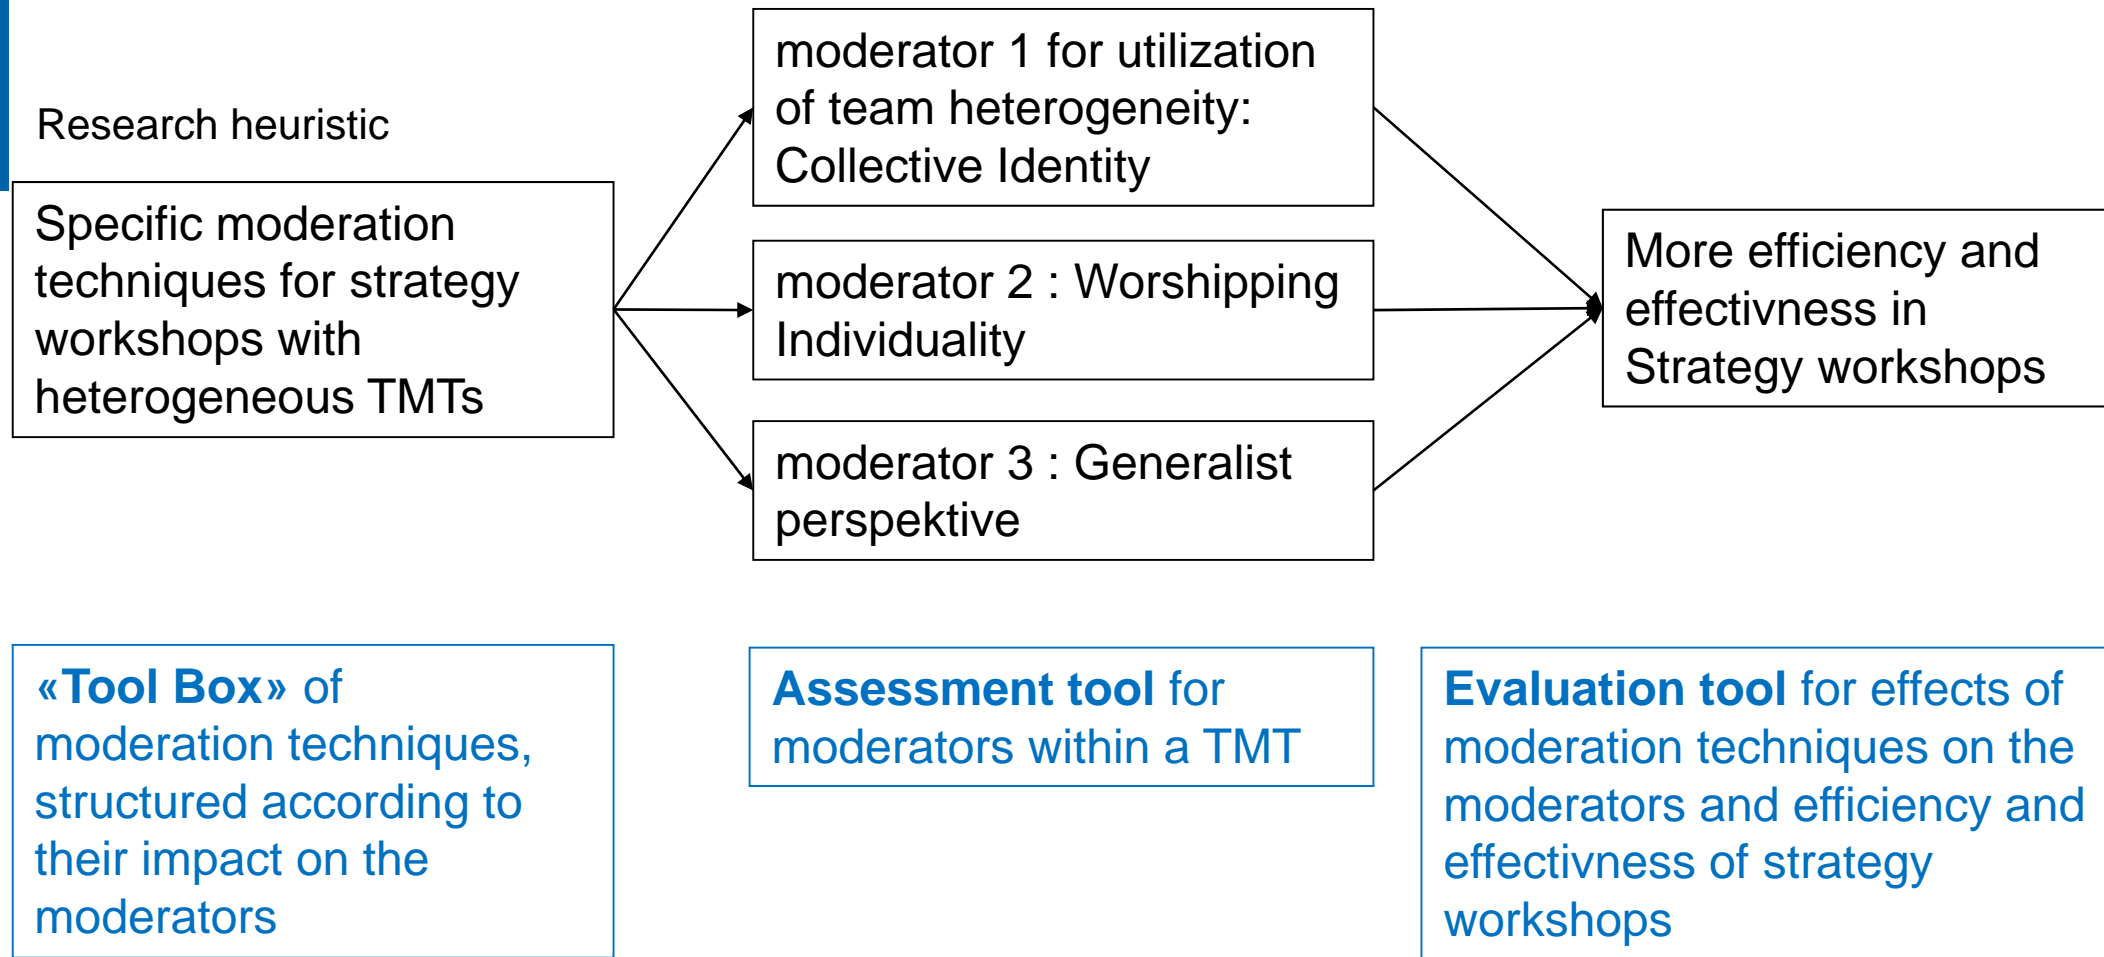 Research heuristic
Specific moderation
techniques for strategy
workshops with
heterogeneous TMTs
moderator 1 for utilization
of team heterogeneity:
Collective Identity
moderator 2 : Worshipping
Individuality
moderator 3 : Generalist
perspektive
More efficiency and
effectivness in
Strategy workshops
«Tool Box» of
moderation techniques,
structured according to
their impact on the
moderators
Assessment tool for
moderators within a TMT
Evaluation tool for effects of
moderation techniques on the
moderators and efficiency and
effectivness of strategy
workshops